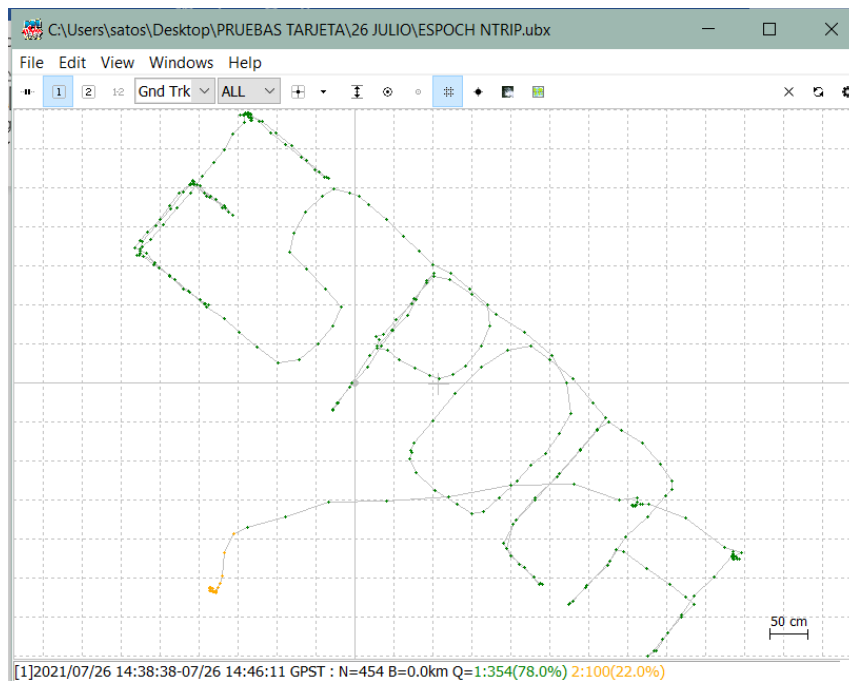 C:\Users\satos\Desktop\PRUEBAS TARJETA\26 JULIO\ESPOCH NTRIP.ubx
File Edit View Windows Help
1 2 1-2 Gnd Trk ALL
50 cm
[1]2021/07/26 14:38:38-07/26 14:46:11 GPST : N=454 B=0.0km Q=1:354(78.0%) 2:100(22.0%)